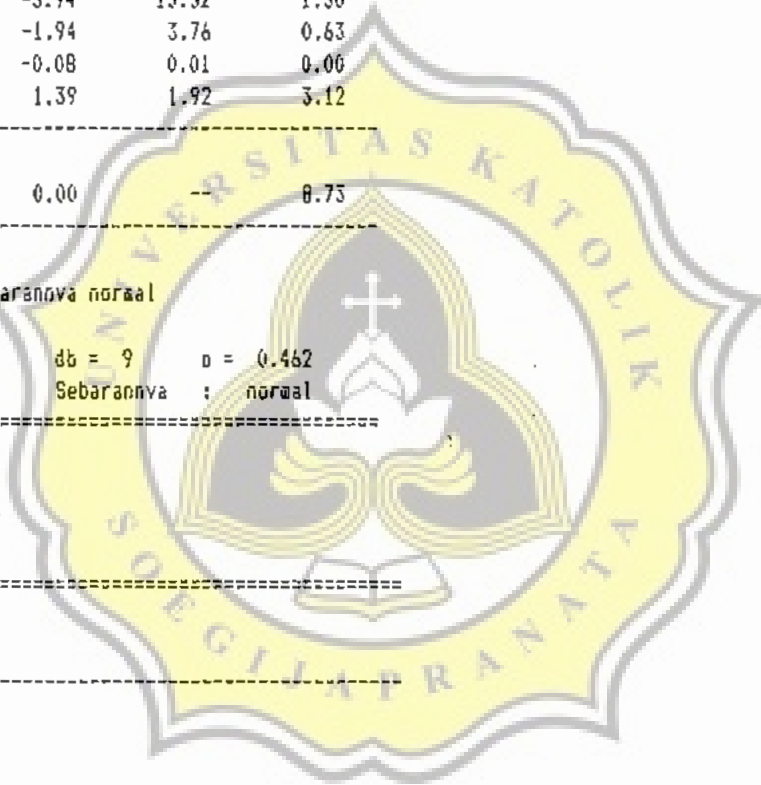 -1.94 3.76 0.63
-0.08 0.01 0.00
1.39 1.92 3.12
0.00 -- 8.73
arannya normal
db = 9 p = 0.462
Sebarannya : normal
UNIVERSITAS KATOLIK
SOEGIJAPRANATA